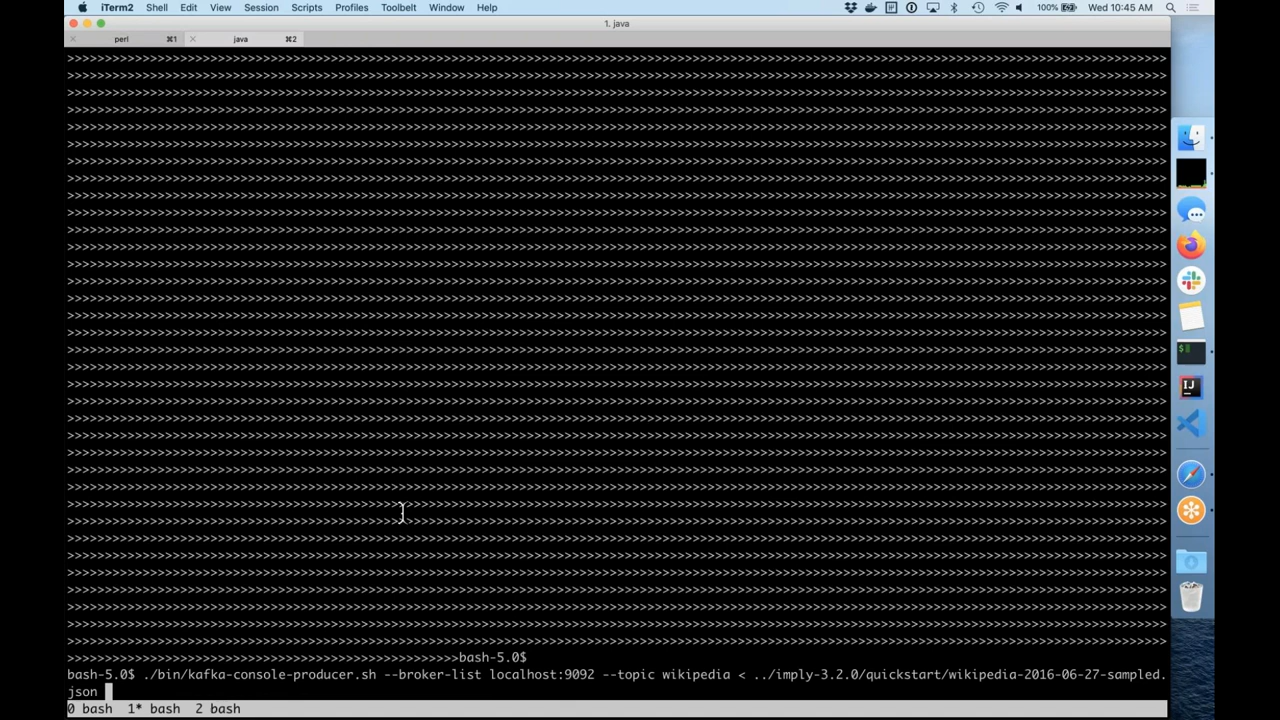 iTerm2 Shell Edit View Session Scripts Profiles Toolbelt Window Help 100% Wed 10:45 AM
1. java
perl ⌘1 java ⌘2
bash-5.0$
bash-5.0$ ./bin/kafka-console-producer.sh --broker-list localhost:9092 --topic wikipedia < ../imply-3.2.0/quickstart/wikipedia-2016-06-27-sampled.
json
0 bash 1* bash 2 bash